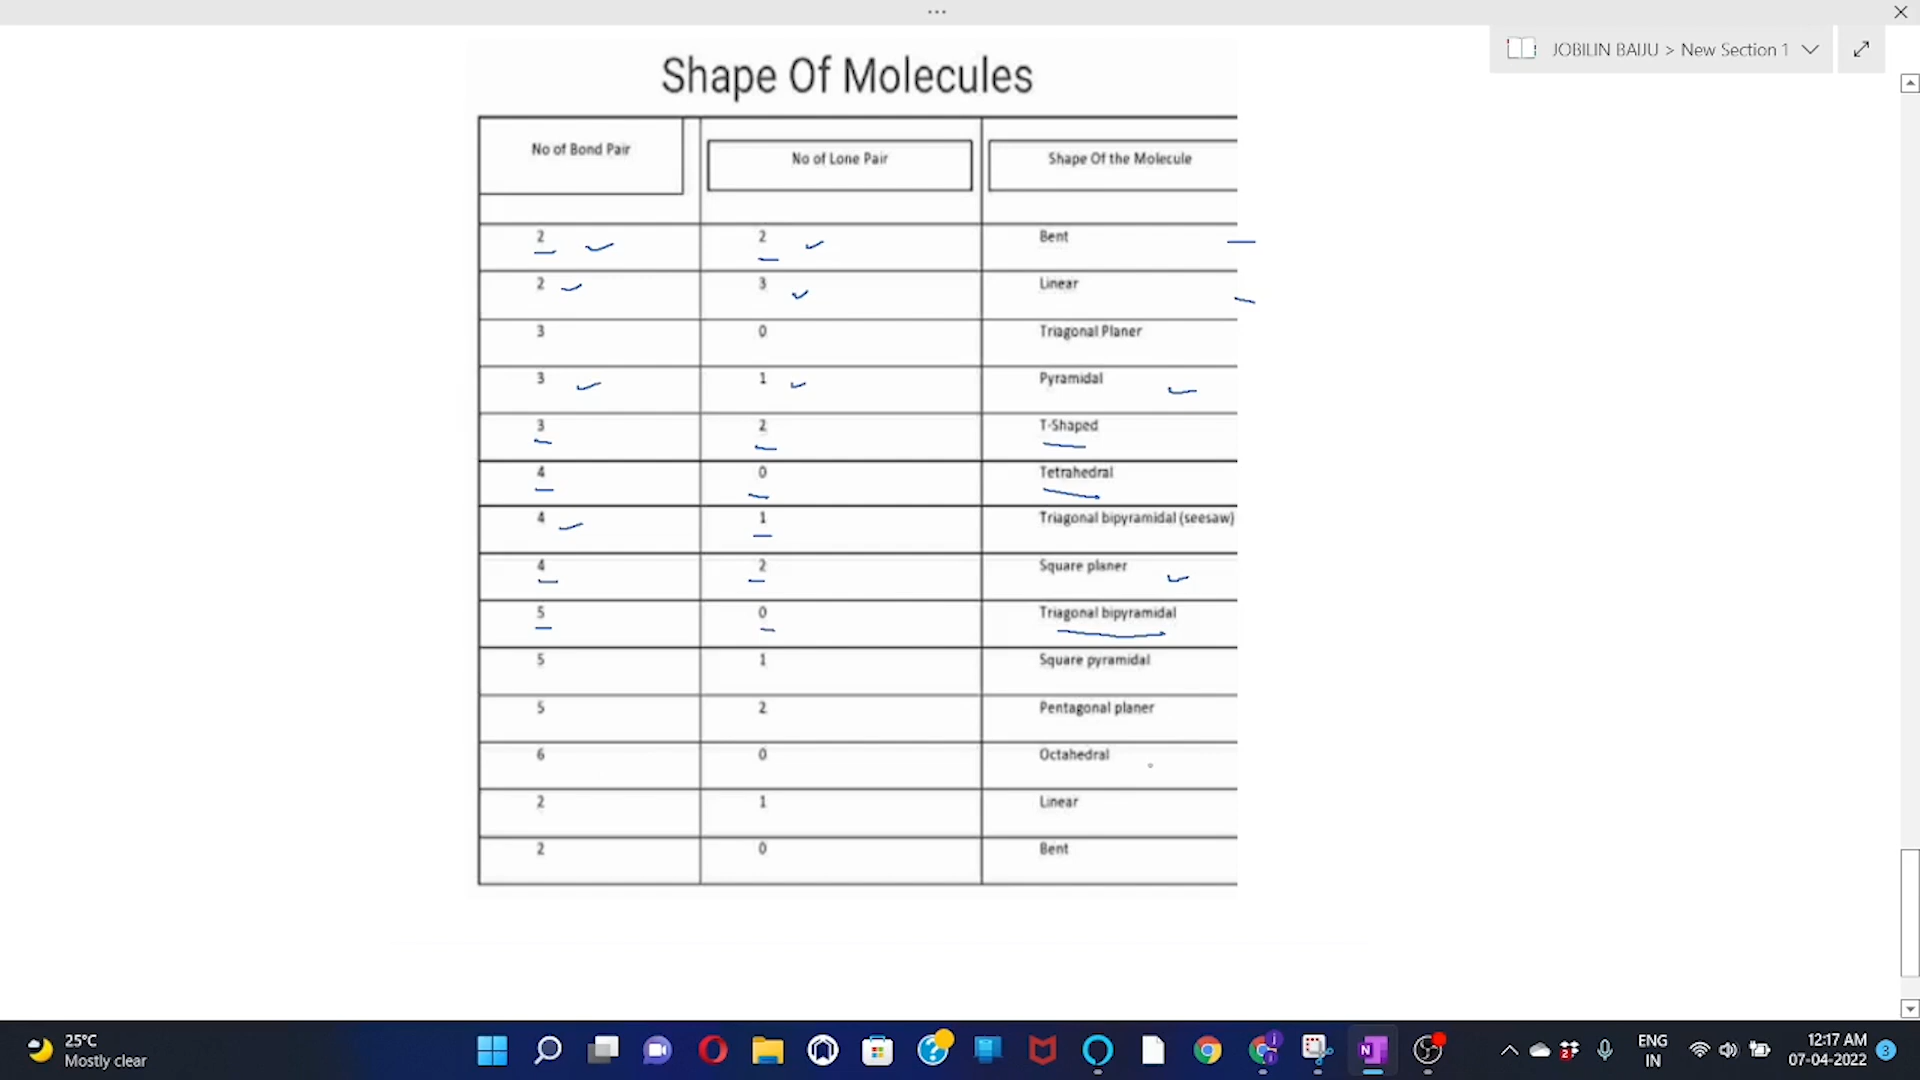 JOBILIN BAIJU > New Section 1
Shape Of Molecules
No of Bond Pair No of Lone Pair Shape Of the Molecule
2 2 Bent
2 3 Linear
3 0 Triagonal Planer
3 1 Pyramidal
3 2 T-Shaped
4 0 Tetrahedral
4 1 Triagonal bipyramidal (seesaw)
4 2 Square planer
5 0 Triagonal bipyramidal
5 1 Square pyramidal
5 2 Pentagonal planer
6 0 Octahedral
2 1 Linear
2 0 Bent
25°C
Mostly clear
ENG
IN
12:17 AM
07-04-2022
3
2